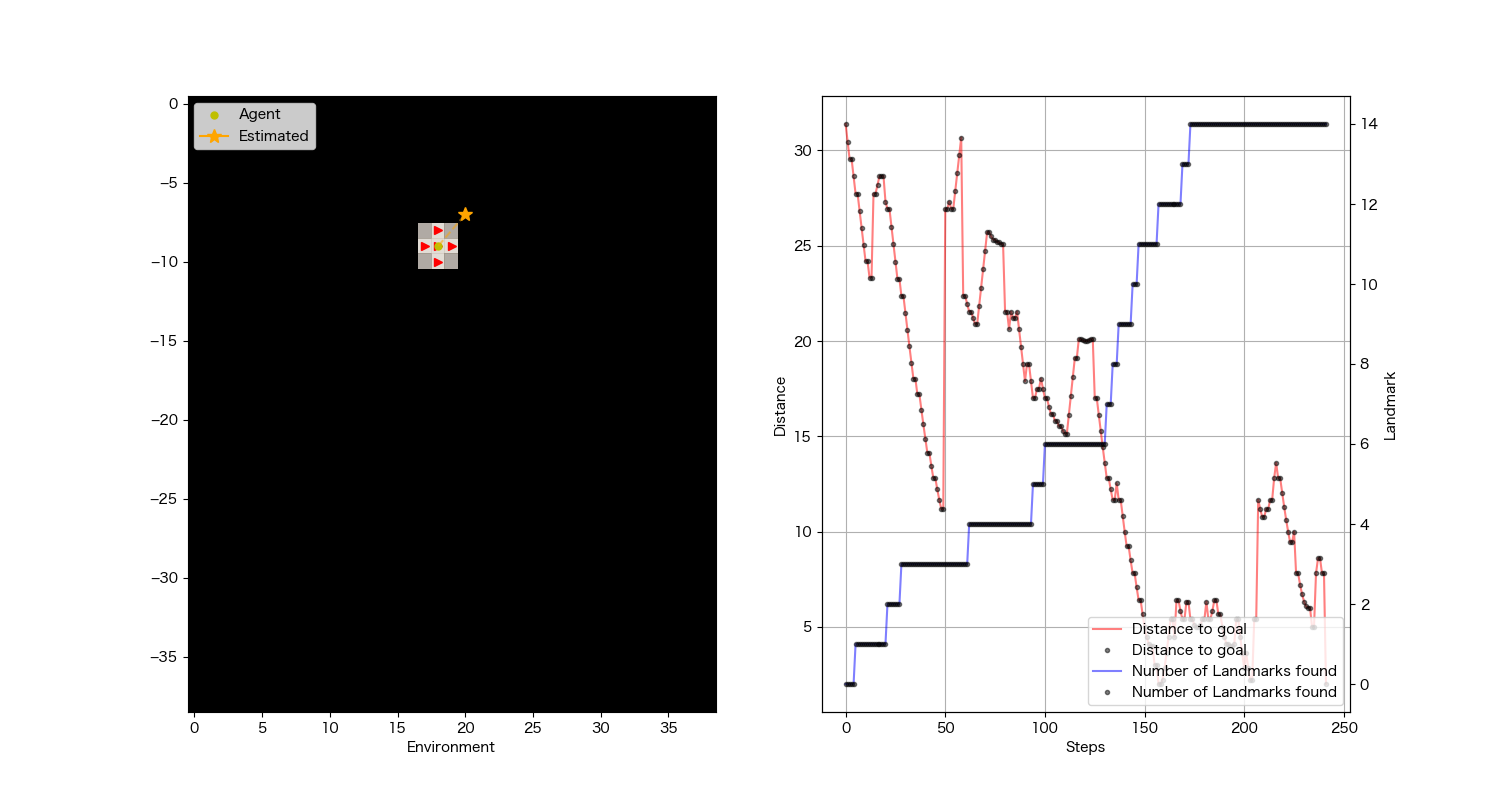 Agent
Estimated
0
−5
−10
−15
−20
−25
−30
−35
0 5 10 15 20 25 30 35
Environment
Distance
30
25
20
15
10
5
0 50 100 150 200 250
Steps
14
12
10
8
6
4
2
0
Landmark
Distance to goal
Distance to goal
Number of Landmarks found
Number of Landmarks found